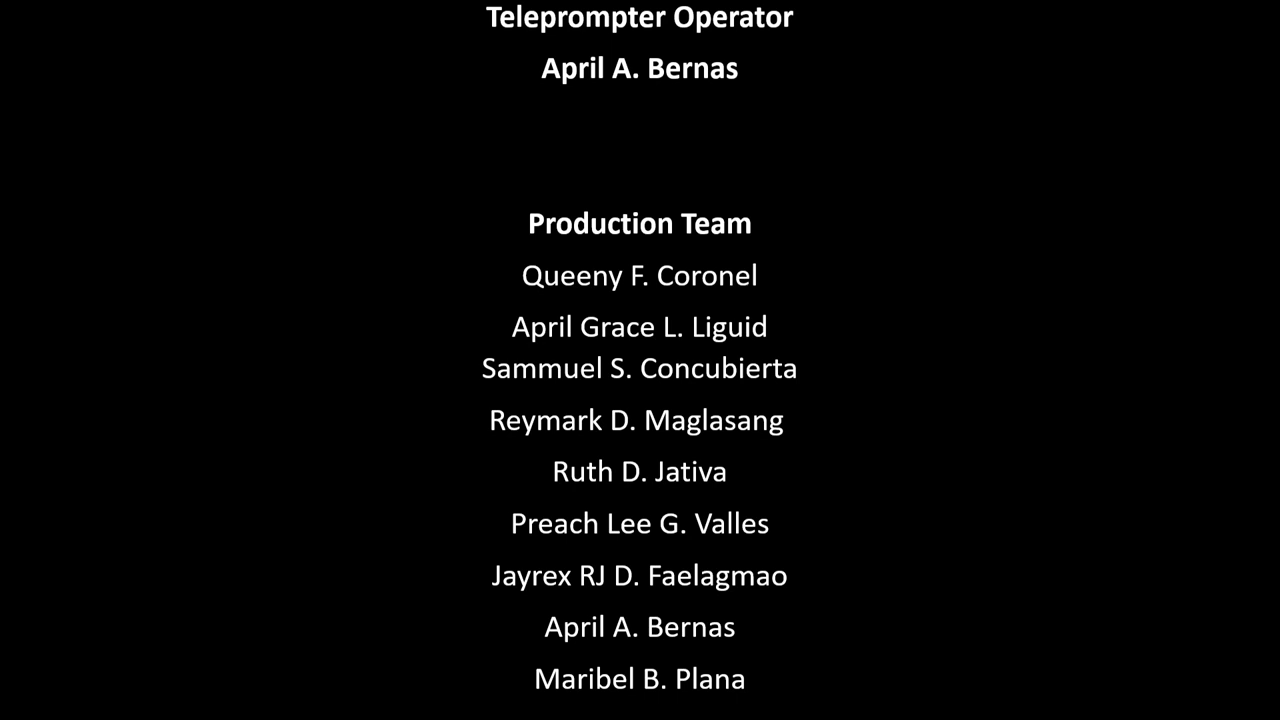 Teleprompter Operator
April A. Bernas
Production Team
Queeny F. Coronel
April Grace L. Liguid
Sammuel S. Concubierta
Reymark D. Maglasang
Ruth D. Jativa
Preach Lee G. Valles
Jayrex RJ D. Faelagmao
April A. Bernas
Maribel B. Plana